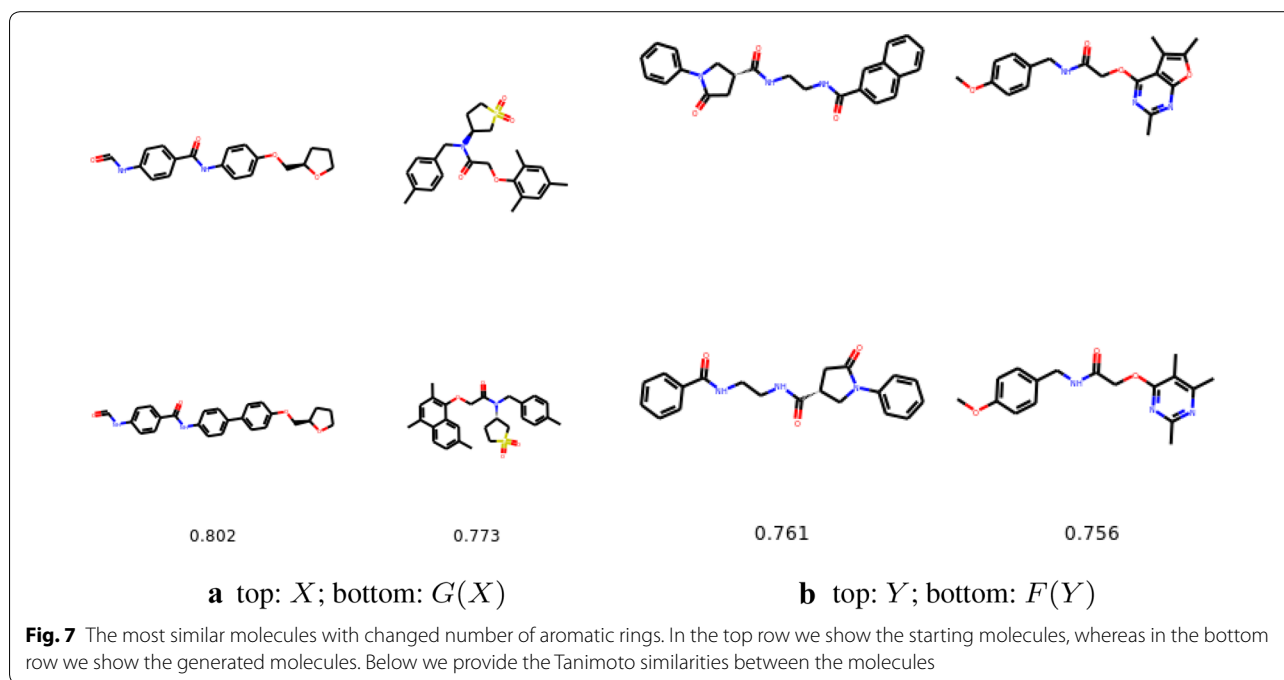 0.802 0.773 0.761 0.756
a top: X; bottom: G(X) b top: Y; bottom: F(Y)
Fig. 7 The most similar molecules with changed number of aromatic rings. In the top row we show the starting molecules, whereas in the bottom
row we show the generated molecules. Below we provide the Tanimoto similarities between the molecules